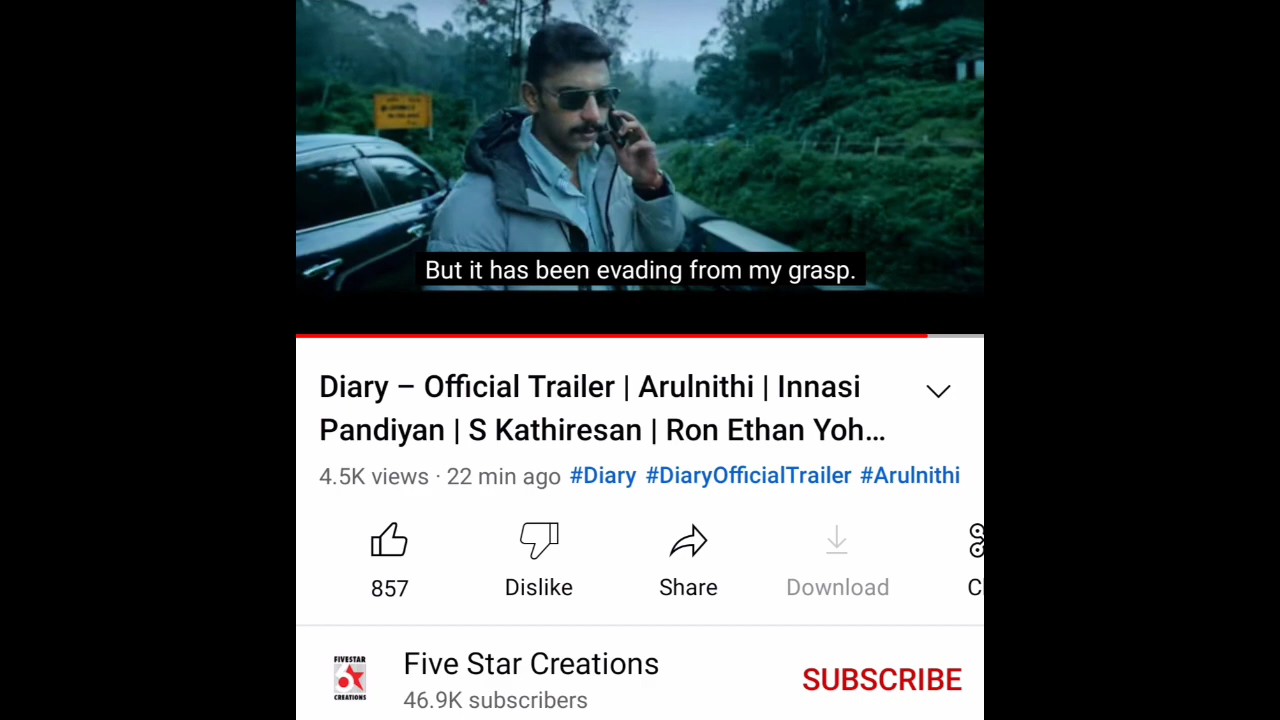 But it has been evading from my grasp.
Diary – Official Trailer | Arulnithi | Innasi
Pandiyan | S Kathiresan | Ron Ethan Yoh...
4.5K views · 22 min ago #Diary #DiaryOfficialTrailer #Arulnithi
857 Dislike Share Download
FIVESTAR
CREATIONS
Five Star Creations
46.9K subscribers
SUBSCRIBE